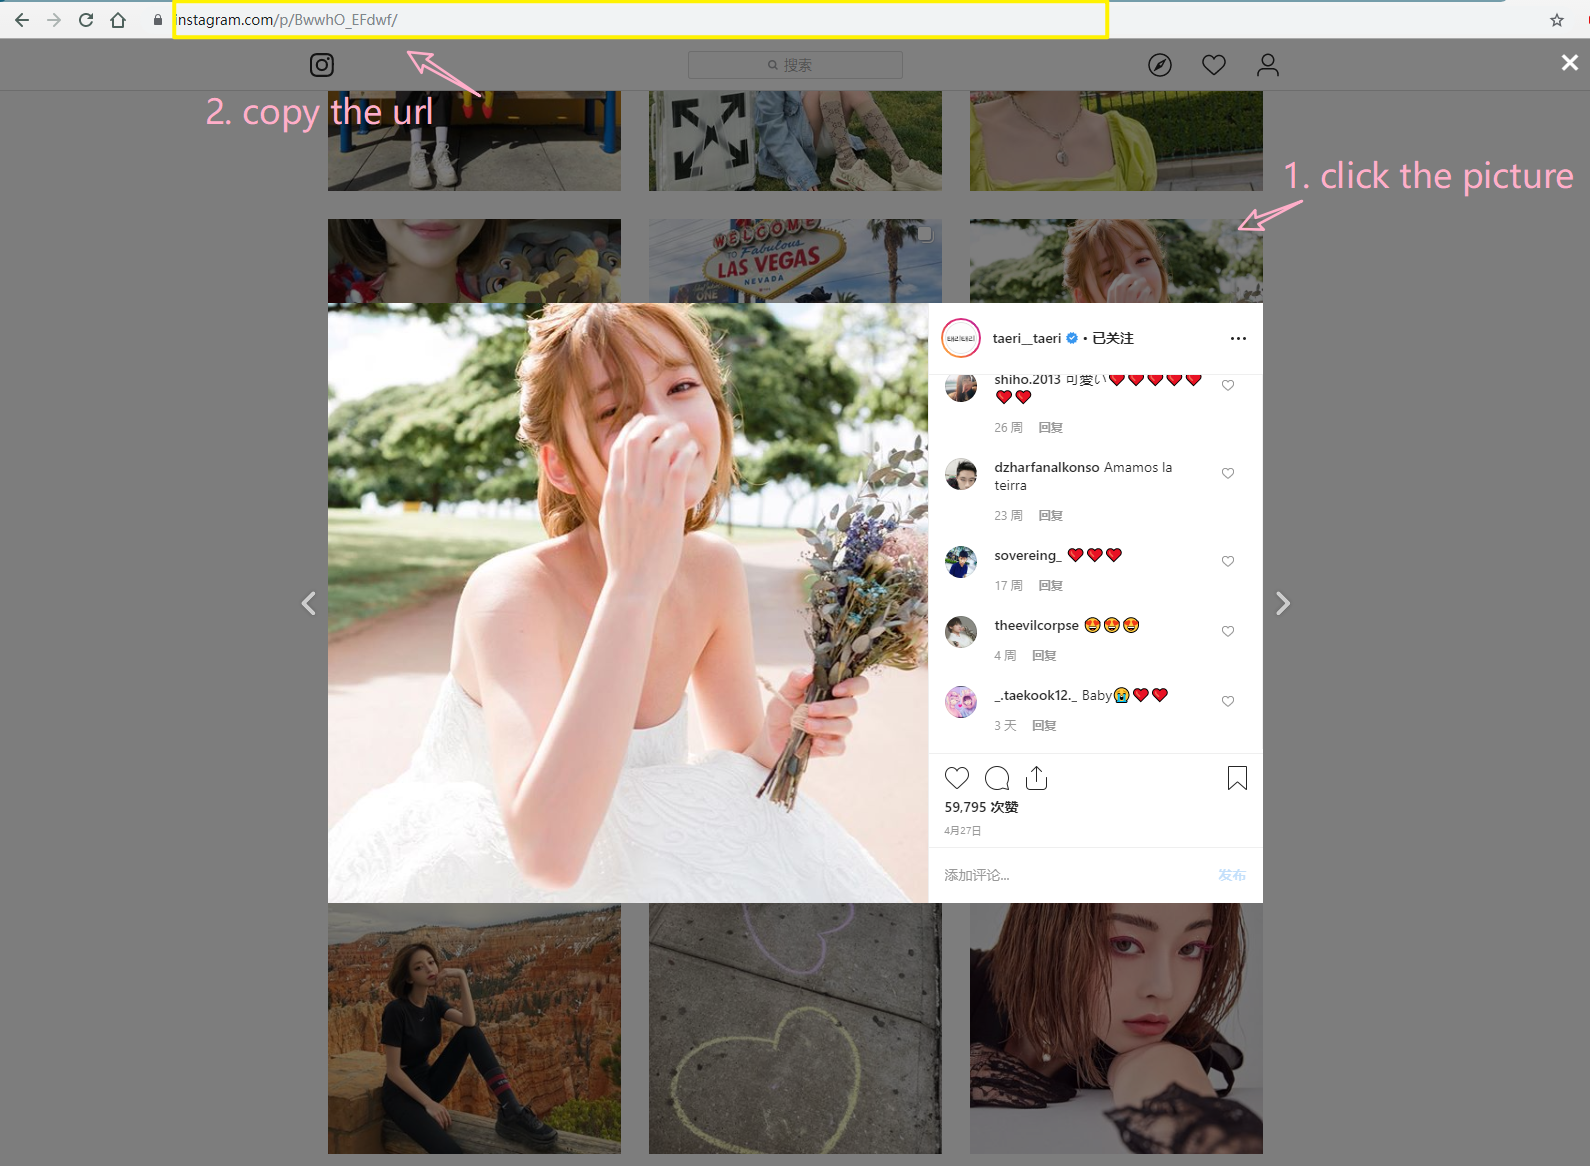 instagram.com/p/BwwhO_EFdwf/
搜索
2. copy the url
1. click the picture
WELCOME
TO Fabulous
LAS VEGAS
NEVADA
taeri__taeri • 已关注
shiho.2013 可愛い❤❤❤❤❤
❤❤
26 周 回复
dzharfanalkonso Amamos la
teirra
23 周 回复
sovereing_ ❤❤❤
17 周 回复
theevilcorpse 😍😍😍
4 周 回复
_.taekook12._ Baby😭❤❤
3 天 回复
59,795 次赞
4月27日
添加评论...
发布